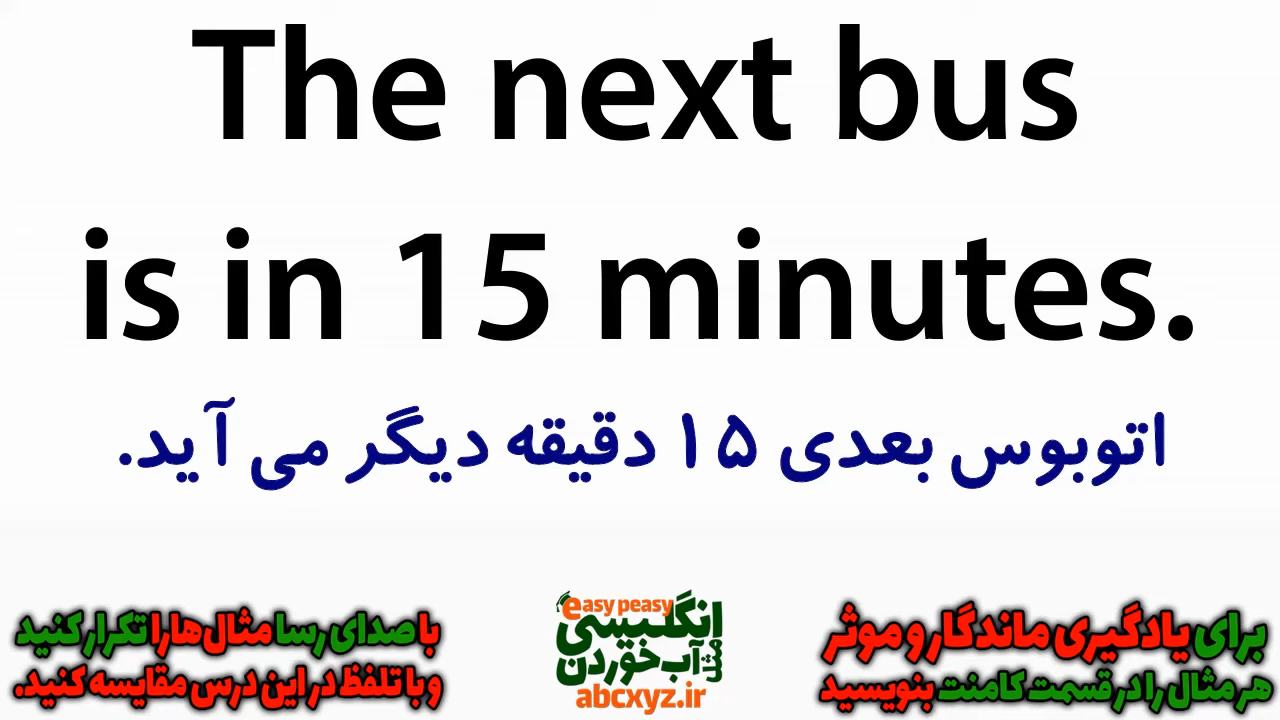 The next bus
is in 15 minutes.
اتوبوس بعدی ۱۵ دقیقه دیگر می آید.
برای یادگیری ماندگار و موثر
هر مثال را در قسمت کامنت بنویسید
easy peasy
انگلیسی
مثل آب خوردن
abcxyz.ir
با صدای رسا مثال‌ها را تکرار کنید
و با تلفظ در این درس مقایسه کنید.